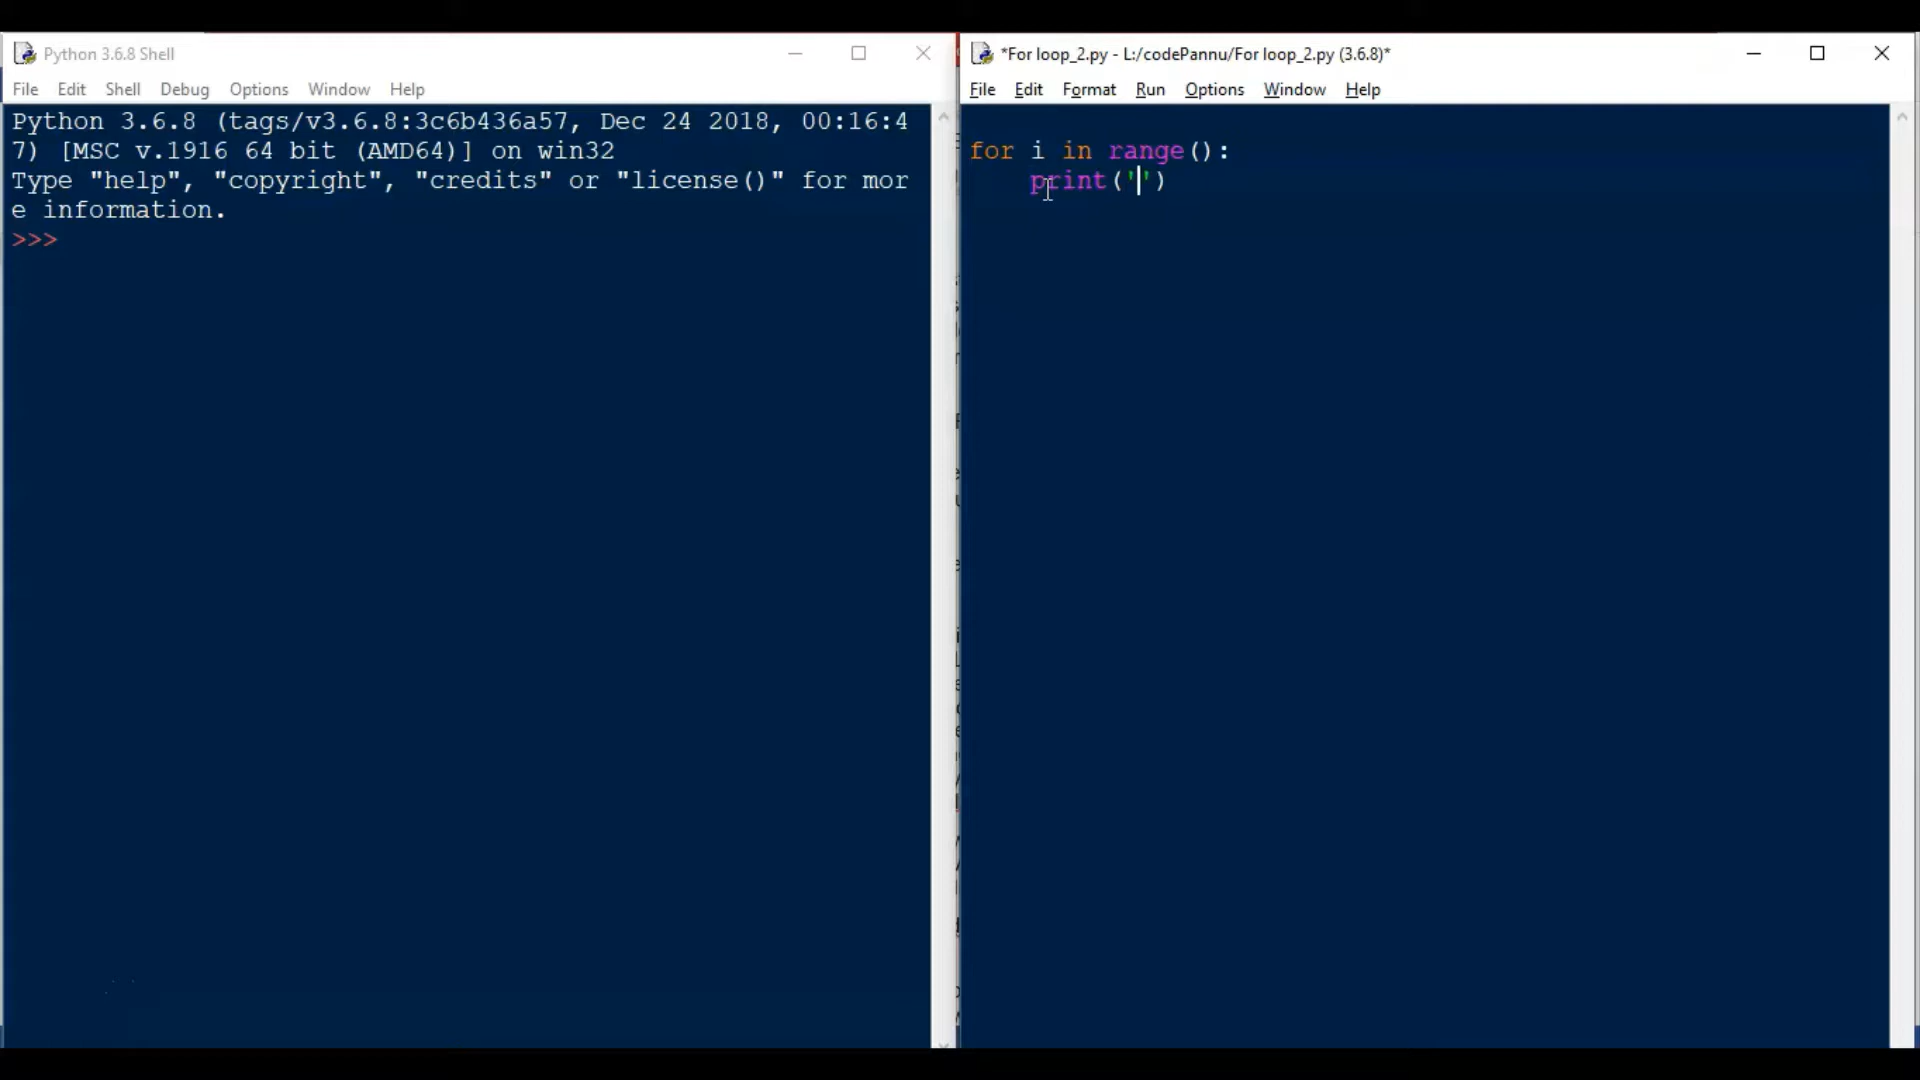 Python 3.6.8 Shell
File Edit Shell Debug Options Window Help
Python 3.6.8 (tags/v3.6.8:3c6b436a57, Dec 24 2018, 00:16:4
7) [MSC v.1916 64 bit (AMD64)] on win32
Type "help", "copyright", "credits" or "license()" for mor
e information.
>>>
*For loop_2.py - L:/codePannu/For loop_2.py (3.6.8)*
File Edit Format Run Options Window Help
for i in range():
    print('')